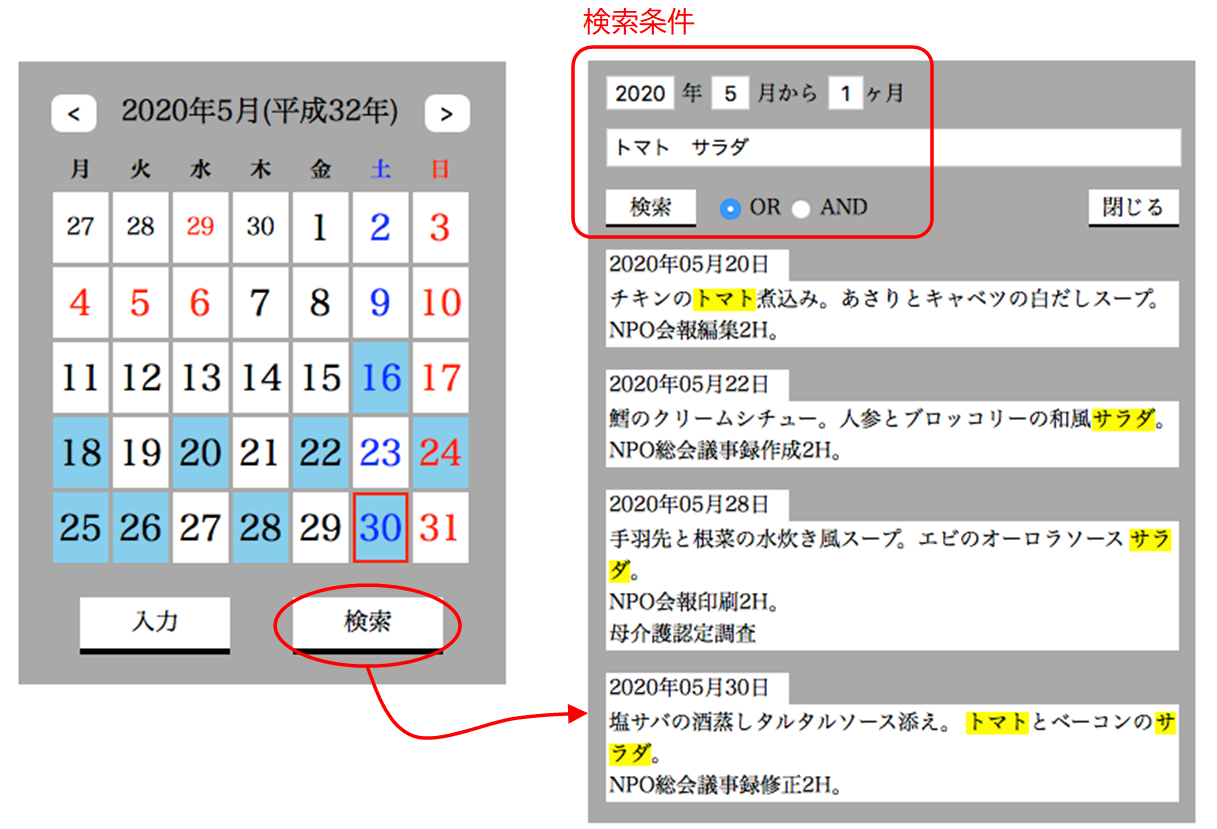 検索条件
< 2020年5月(平成32年) >
月 火 水 木 金 土 日
27 28 29 30 1 2 3
4 5 6 7 8 9 10
11 12 13 14 15 16 17
18 19 20 21 22 23 24
25 26 27 28 29 30 31
入力 検索
2020 年 5 月から 1 ヶ月
トマト　サラダ
検索 OR AND 閉じる
2020年05月20日
チキンのトマト煮込み。あさりとキャベツの白だしスープ。
NPO会報編集2H。
2020年05月22日
鱈のクリームシチュー。人参とブロッコリーの和風サラダ。
NPO総会議事録作成2H。
2020年05月28日
手羽先と根菜の水炊き風スープ。エビのオーロラソース サラ
ダ。
NPO会報印刷2H。
母介護認定調査
2020年05月30日
塩サバの酒蒸しタルタルソース添え。 トマトとベーコンのサ
ラダ。
NPO総会議事録修正2H。